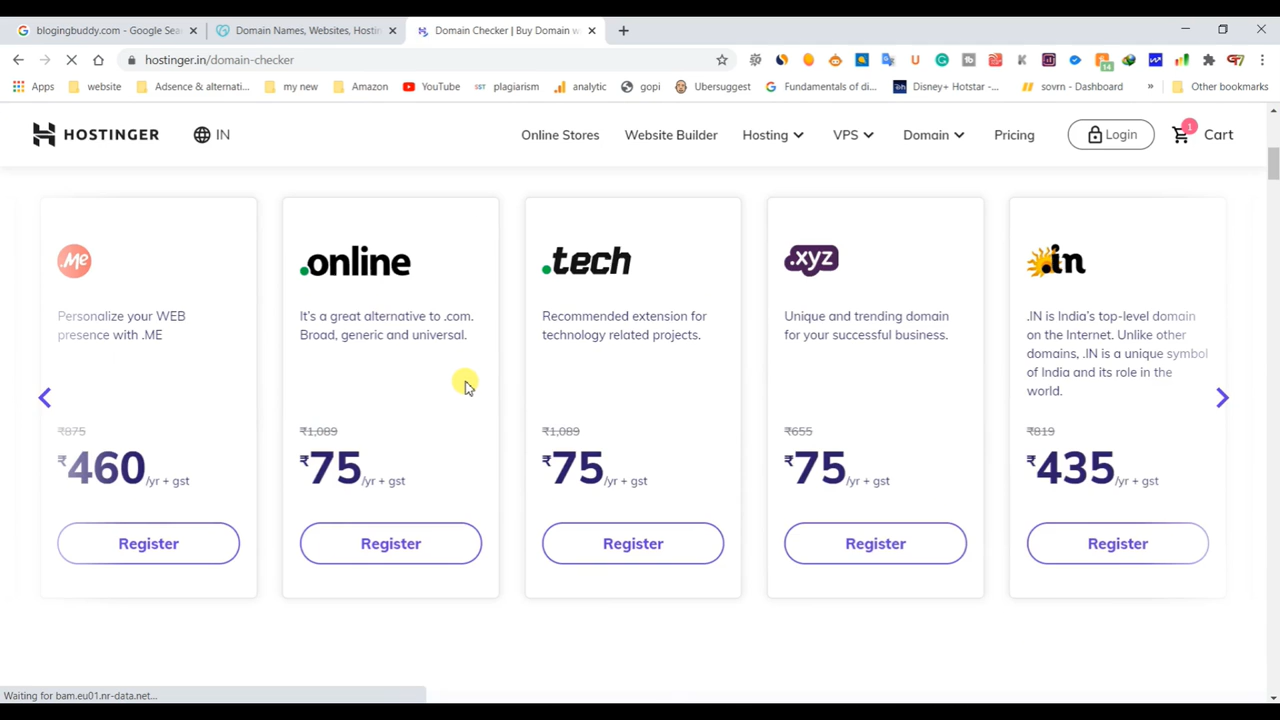 blogingbuddy.com - Google Sea
Domain Names, Websites, Hostin
Domain Checker | Buy Domain w
hostinger.in/domain-checker
14
Apps
website
Adsence & alternati...
my new
Amazon
YouTube
SST
plagiarism
analytic
gopi
Ubersuggest
Fundamentals of di...
Disney+ Hotstar -...
sovrn - Dashboard
»
Other bookmarks
HOSTINGER
IN
Online Stores
Website Builder
Hosting
VPS
Domain
Pricing
Login
1
Cart
.Me
.online
.tech
.xyz
.in
Personalize your WEB
presence with .ME
It's a great alternative to .com.
Broad, generic and universal.
Recommended extension for
technology related projects.
Unique and trending domain
for your successful business.
.IN is India's top-level domain
on the Internet. Unlike other
domains, .IN is a unique symbol
of India and its role in the
world.
₹875
₹460/yr + gst
₹1,089
₹75/yr + gst
₹1,089
₹75/yr + gst
₹655
₹75/yr + gst
₹819
₹435/yr + gst
Register
Register
Register
Register
Register
Waiting for bam.eu01.nr-data.net...